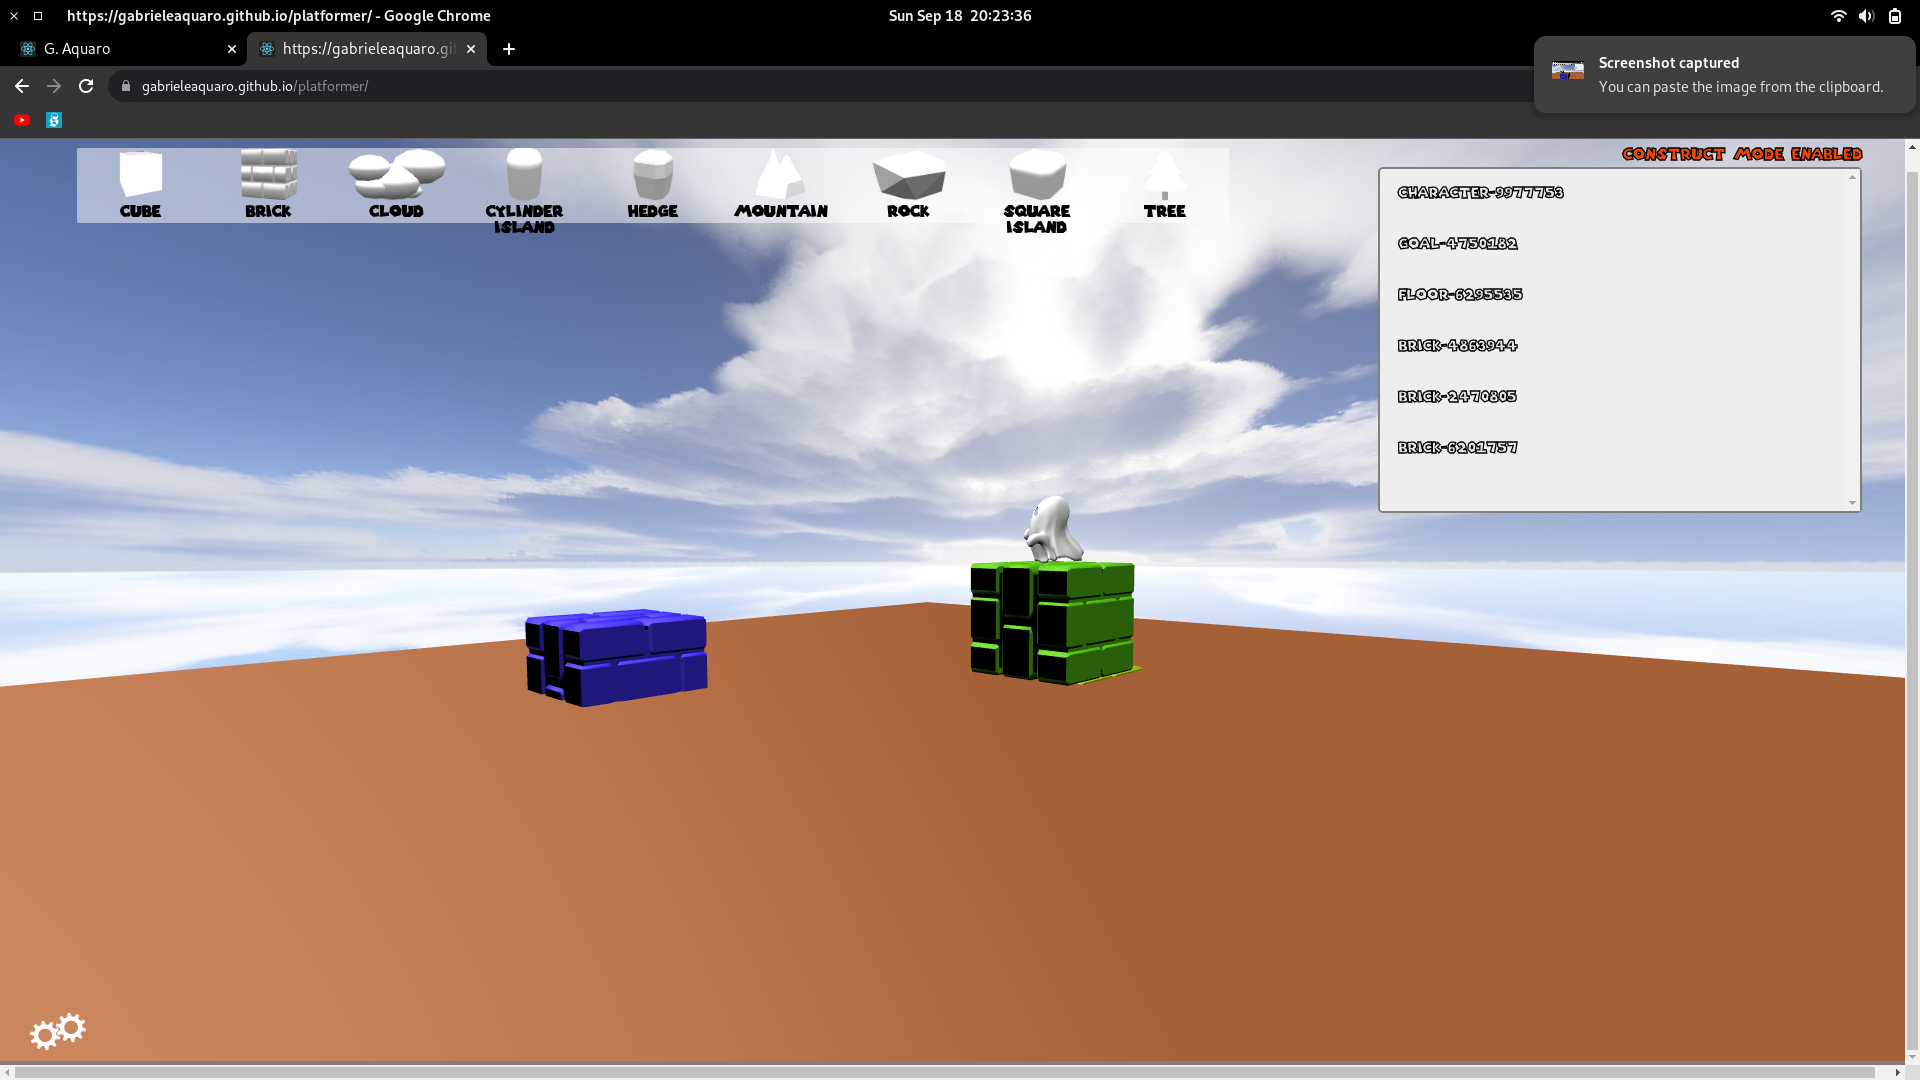 https://gabrieleaquaro.github.io/platformer/ - Google Chrome
Sun Sep 18 20:23:36
G. Aquaro
https://gabrieleaquaro.git
gabrieleaquaro.github.io/platformer/
Screenshot captured
You can paste the image from the clipboard.
CONSTRUCT MODE ENABLED
CUBE
BRICK
CLOUD
CYLINDER
ISLAND
HEDGE
MOUNTAIN
ROCK
SQUARE
ISLAND
TREE
CHARACTER-9977753
GOAL-4750182
FLOOR-6295535
BRICK-4863944
BRICK-2470805
BRICK-6201757